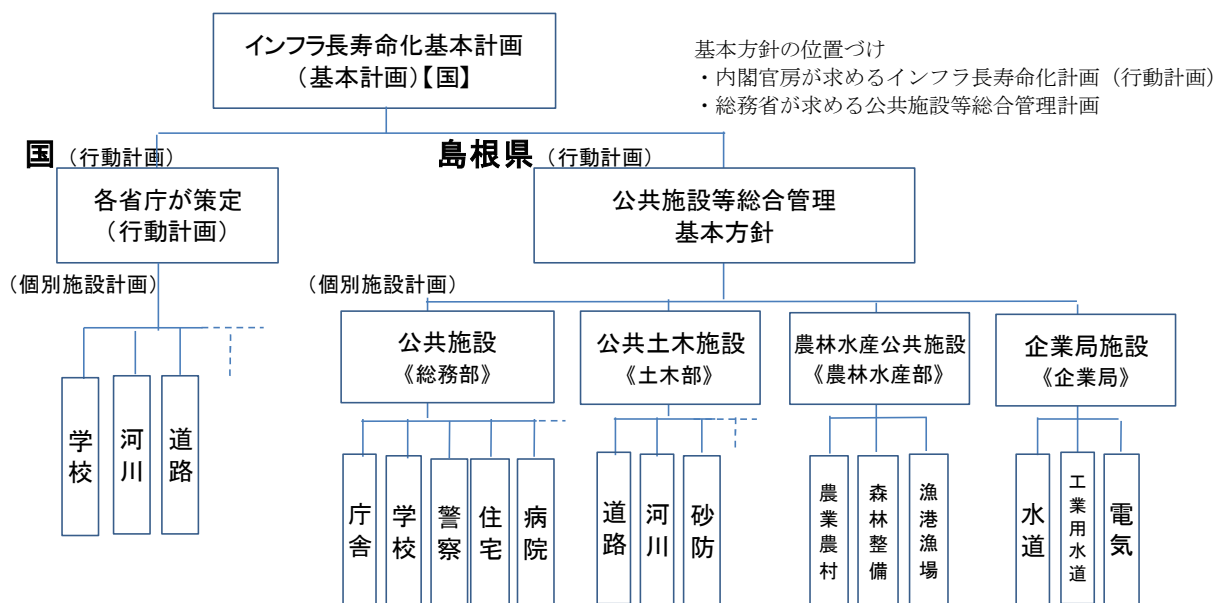 インフラ長寿命化基本計画
(基本計画)【国】
基本方針の位置づけ
・内閣官房が求めるインフラ長寿命化計画（行動計画）
・総務省が求める公共施設等総合管理計画
国（行動計画）
島根県（行動計画）
各省庁が策定
(行動計画)
公共施設等総合管理
基本方針
(個別施設計画)
(個別施設計画)
公共施設
《総務部》
公共土木施設
《土木部》
農林水産公共施設
《農林水産部》
企業局施設
《企業局》
学校
河川
道路
庁舎
学校
警察
住宅
病院
道路
河川
砂防
農業農村
森林整備
漁港漁場
水道
工業用水道
電気